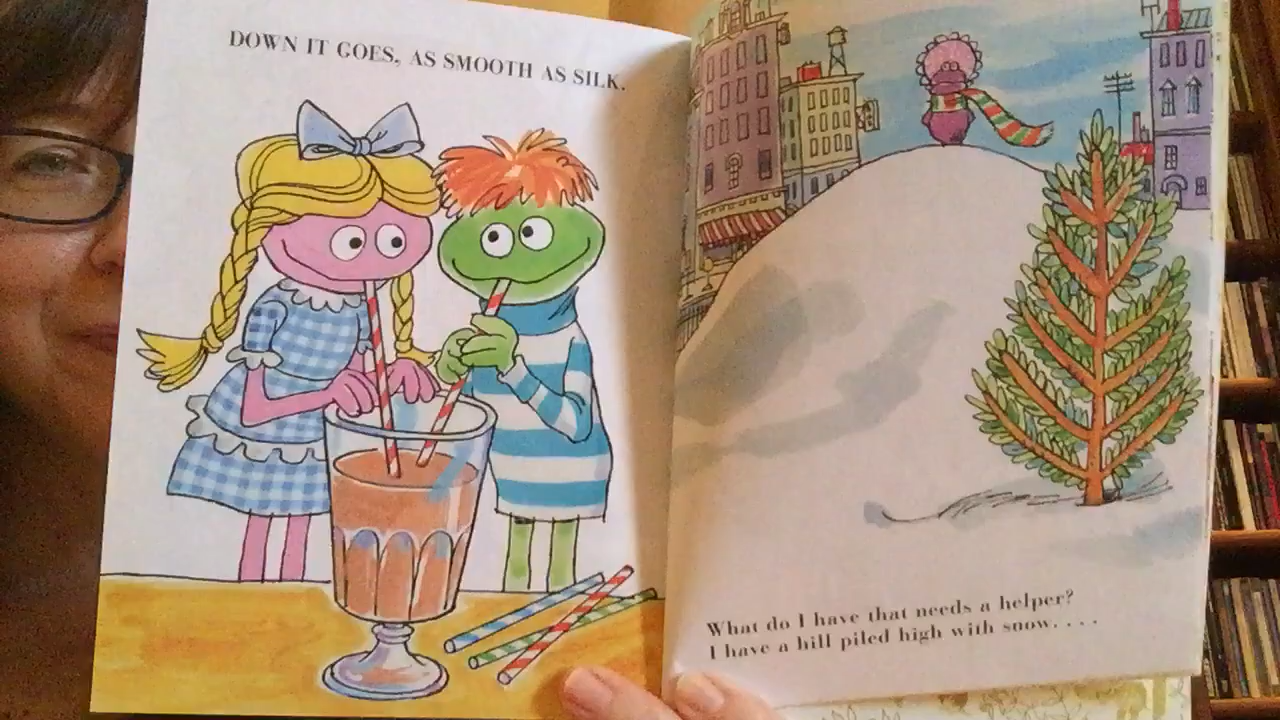 DOWN IT GOES, AS SMOOTH AS SILK.
What do I have that needs a helper?
I have a hill piled high with snow. . . .